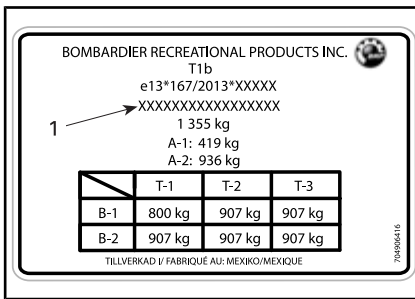 BOMBARDIER RECREATIONAL PRODUCTS INC.
T1b
e13*167/2013*XXXXX
XXXXXXXXXXXXXXXXX
1
1 355 kg
A-1: 419 kg
A-2: 936 kg
T-1 T-2 T-3
B-1 800 kg 907 kg 907 kg
B-2 907 kg 907 kg 907 kg
TILLVERKAD I/ FABRIQUÉ AU: MEXIKO/MEXIQUE
704906416